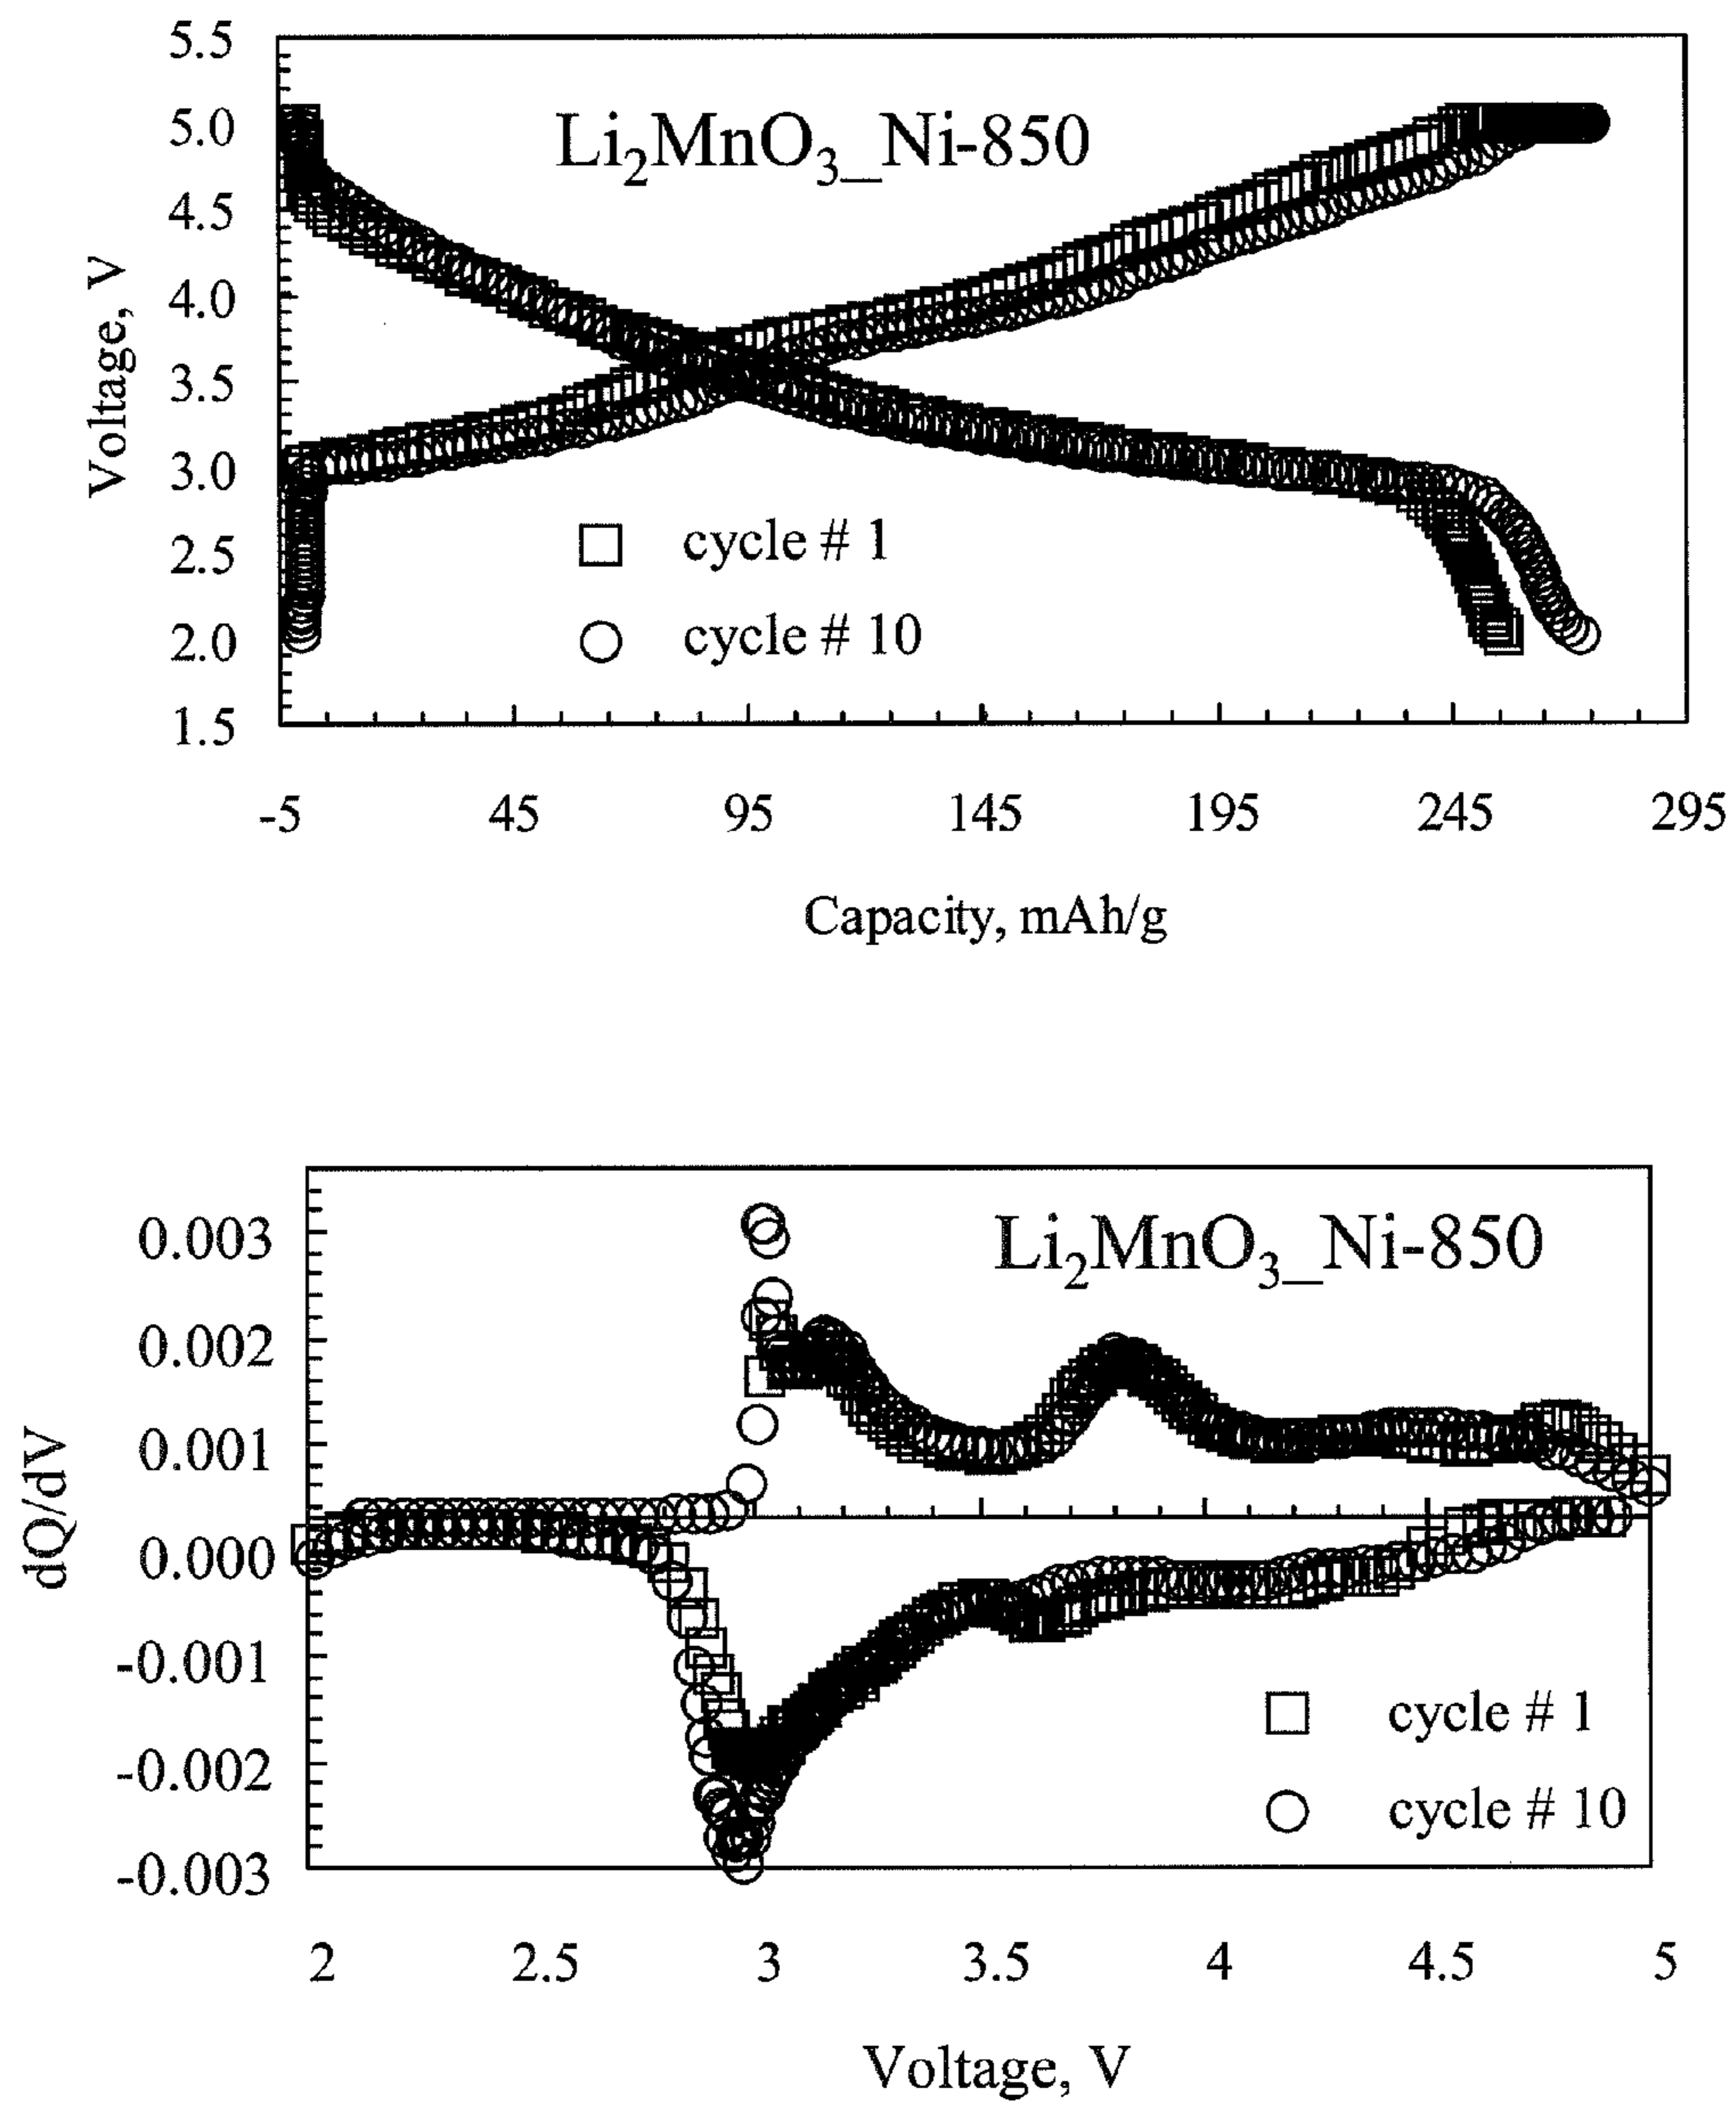 Li2MnO3_Ni-850
5.5
5.0
4.5
4.0
3.5
3.0
2.5
2.0
1.5
Voltage, V
cycle # 1
cycle # 10
-5 45 95 145 195 245 295
Capacity, mAh/g
Li2MnO3_Ni-850
0.003
0.002
0.001
0.000
-0.001
-0.002
-0.003
dQ/dV
cycle # 1
cycle # 10
2 2.5 3 3.5 4 4.5 5
Voltage, V